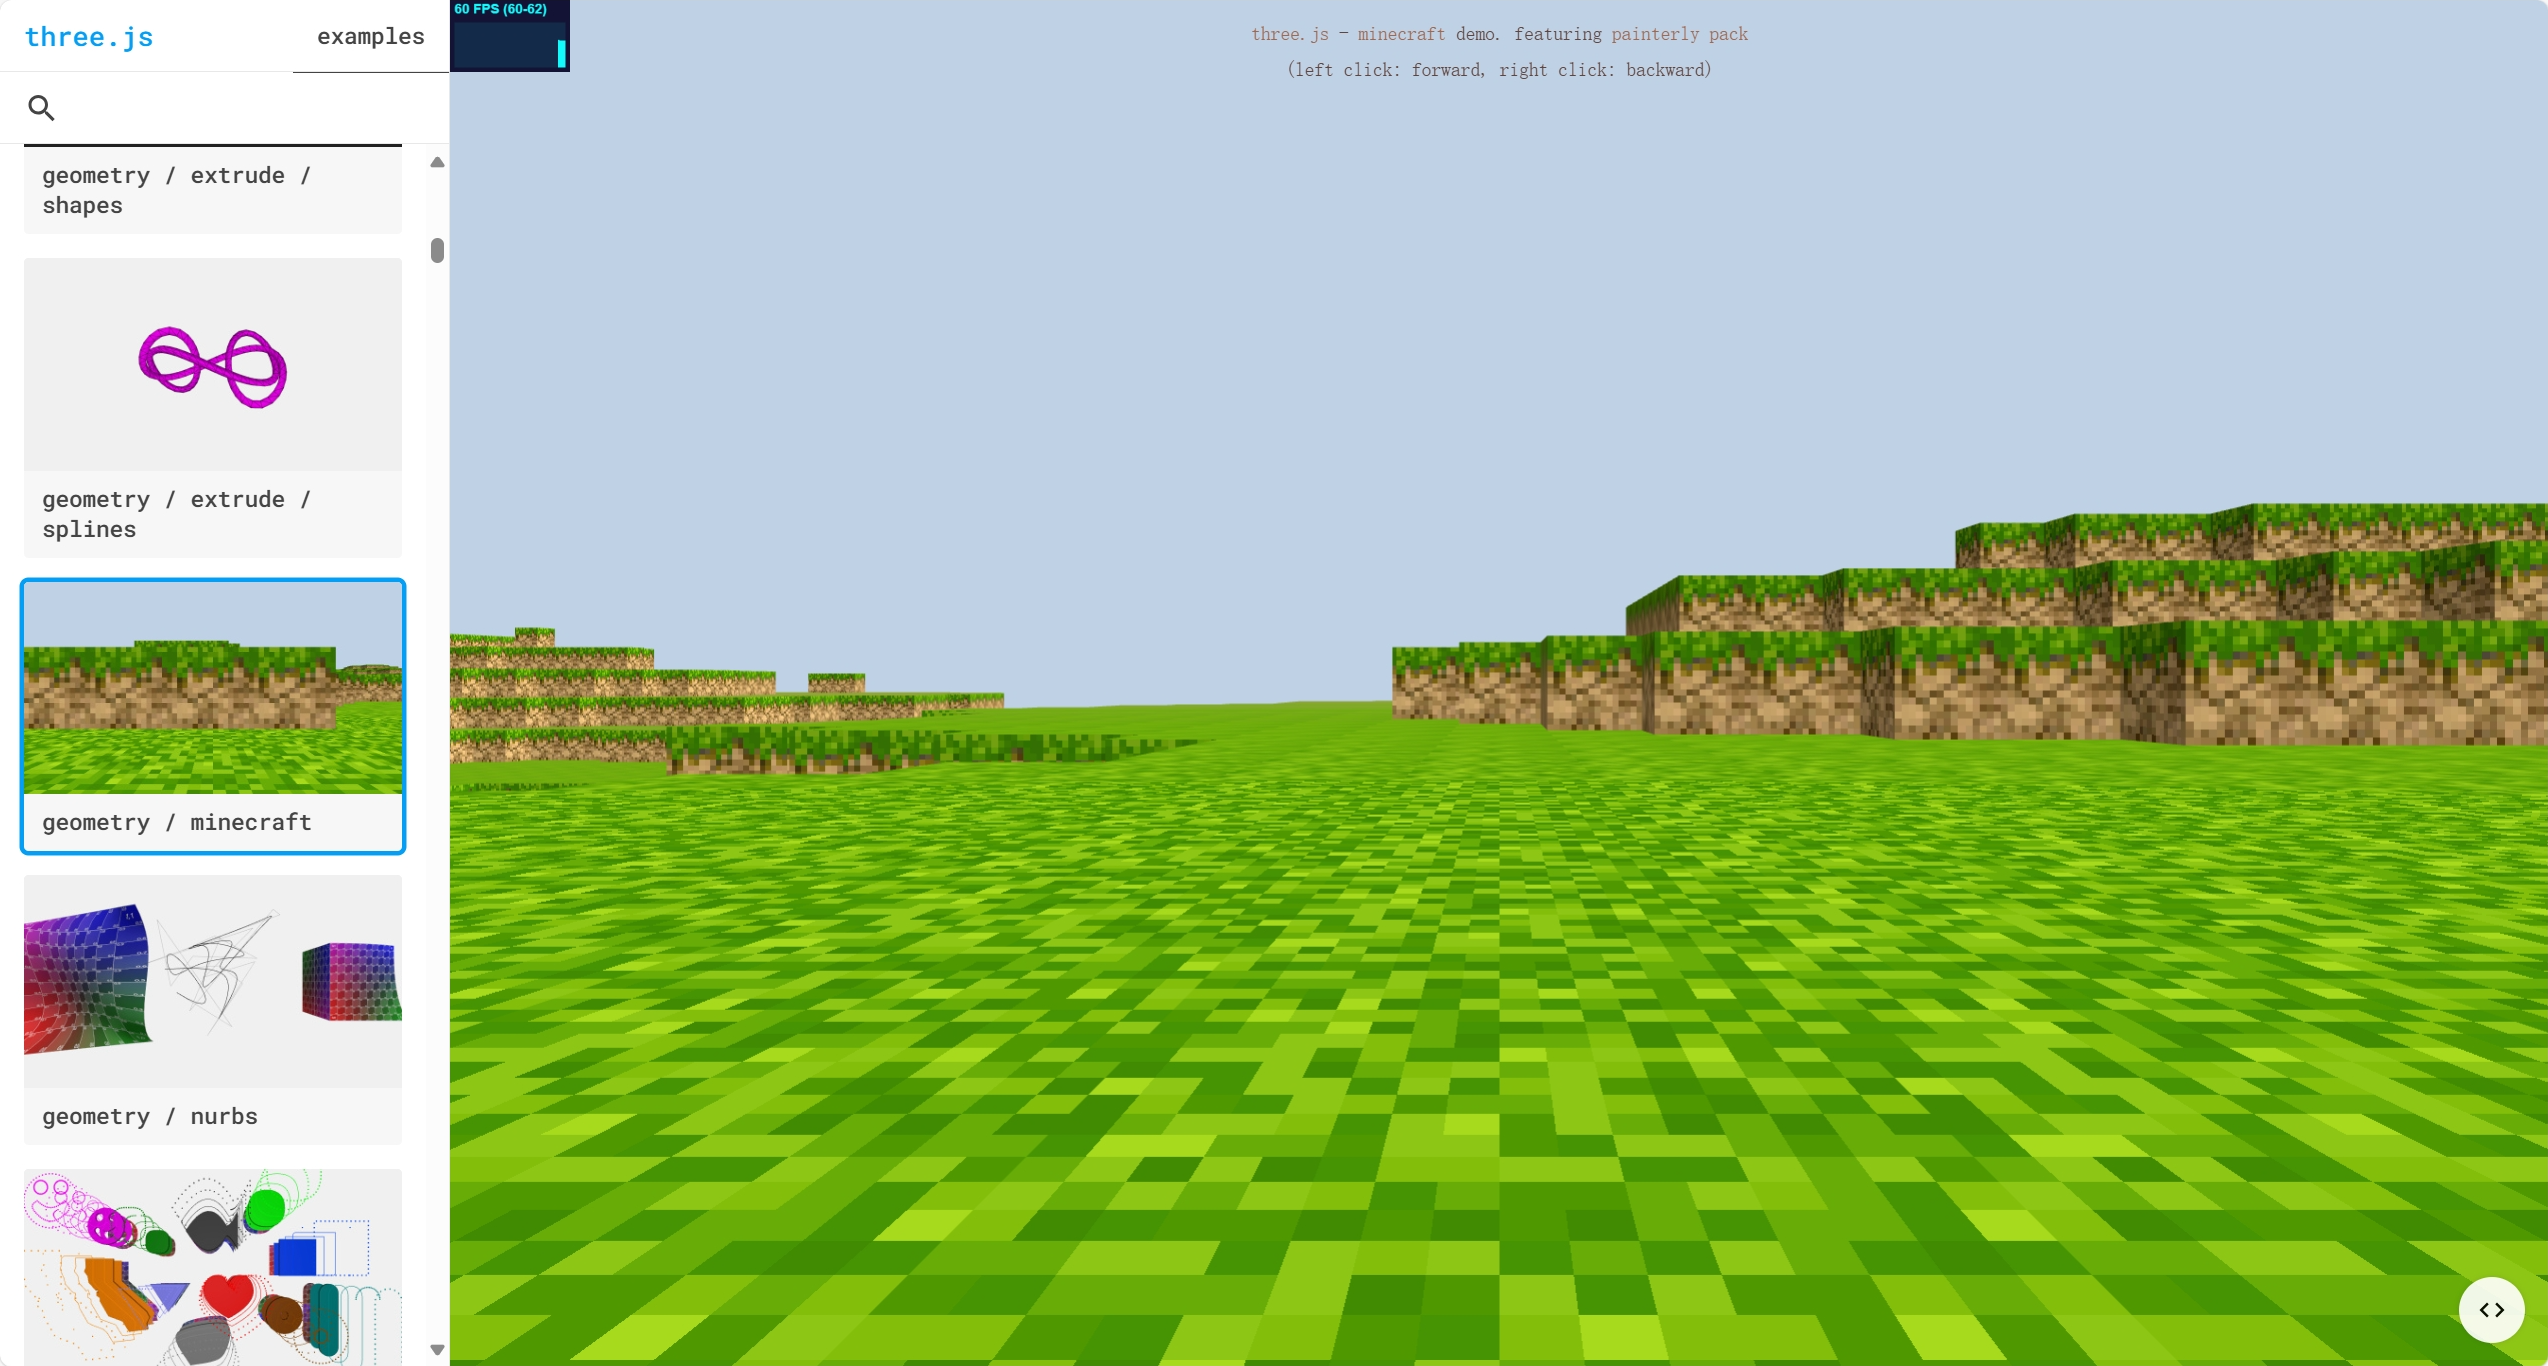 three.js
examples
geometry / extrude /
shapes
geometry / extrude /
splines
geometry / minecraft
geometry / nurbs
60 FPS (60-62)
three.js - minecraft demo. featuring painterly pack
(left click: forward, right click: backward)